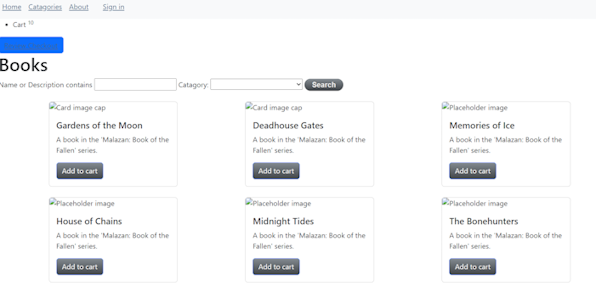 Home Catagories About Sign in
Cart 10
Books
Name or Description contains Catagory: Search
Card image cap
Gardens of the Moon
A book in the 'Malazan: Book of the
Fallen' series.
Add to cart
Card image cap
Deadhouse Gates
A book in the 'Malazan: Book of the
Fallen' series.
Add to cart
Placeholder image
Memories of Ice
A book in the 'Malazan: Book of the
Fallen' series.
Add to cart
Placeholder image
House of Chains
A book in the 'Malazan: Book of the
Fallen' series.
Add to cart
Placeholder image
Midnight Tides
A book in the 'Malazan: Book of the
Fallen' series.
Add to cart
Placeholder image
The Bonehunters
A book in the 'Malazan: Book of the
Fallen' series.
Add to cart